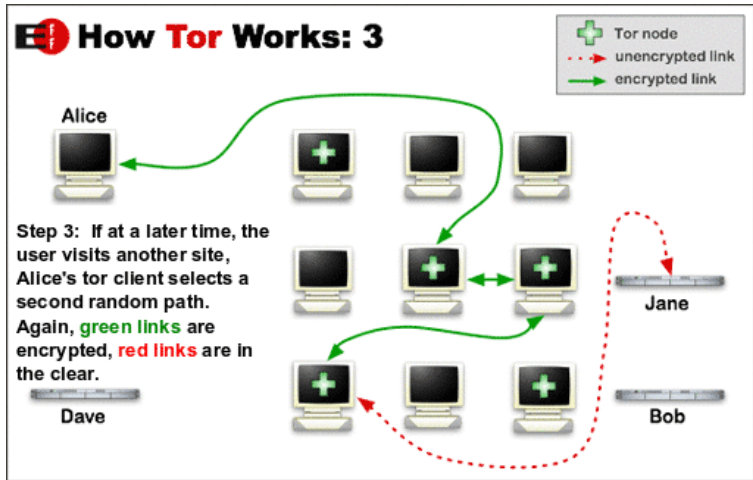 EFF How Tor Works: 3
Tor node
unencrypted link
encrypted link
Alice
Step 3: If at a later time, the
user visits another site,
Alice's tor client selects a
second random path.
Again, green links are
encrypted, red links are in
the clear.
Jane
Dave
Bob